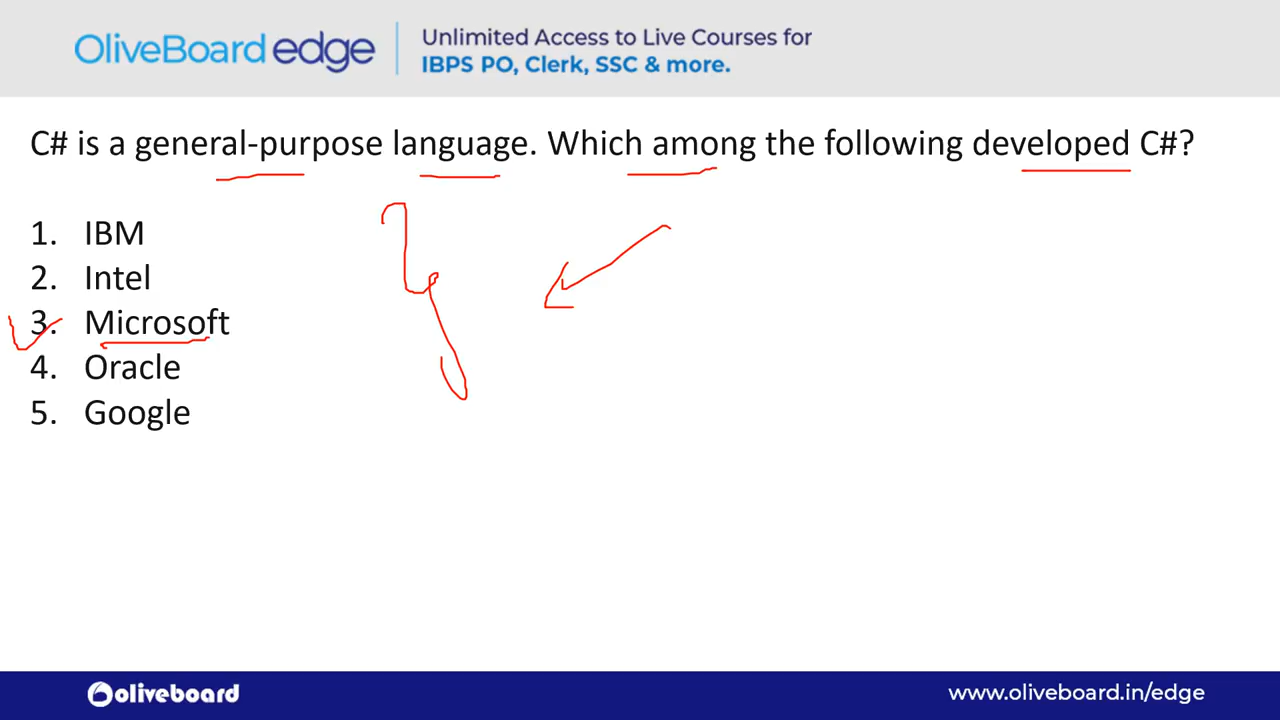 OliveBoard edge
Unlimited Access to Live Courses for
IBPS PO, Clerk, SSC & more.
C# is a general-purpose language. Which among the following developed C#?
1. IBM
2. Intel
3. Microsoft
4. Oracle
5. Google
oliveboard
www.oliveboard.in/edge